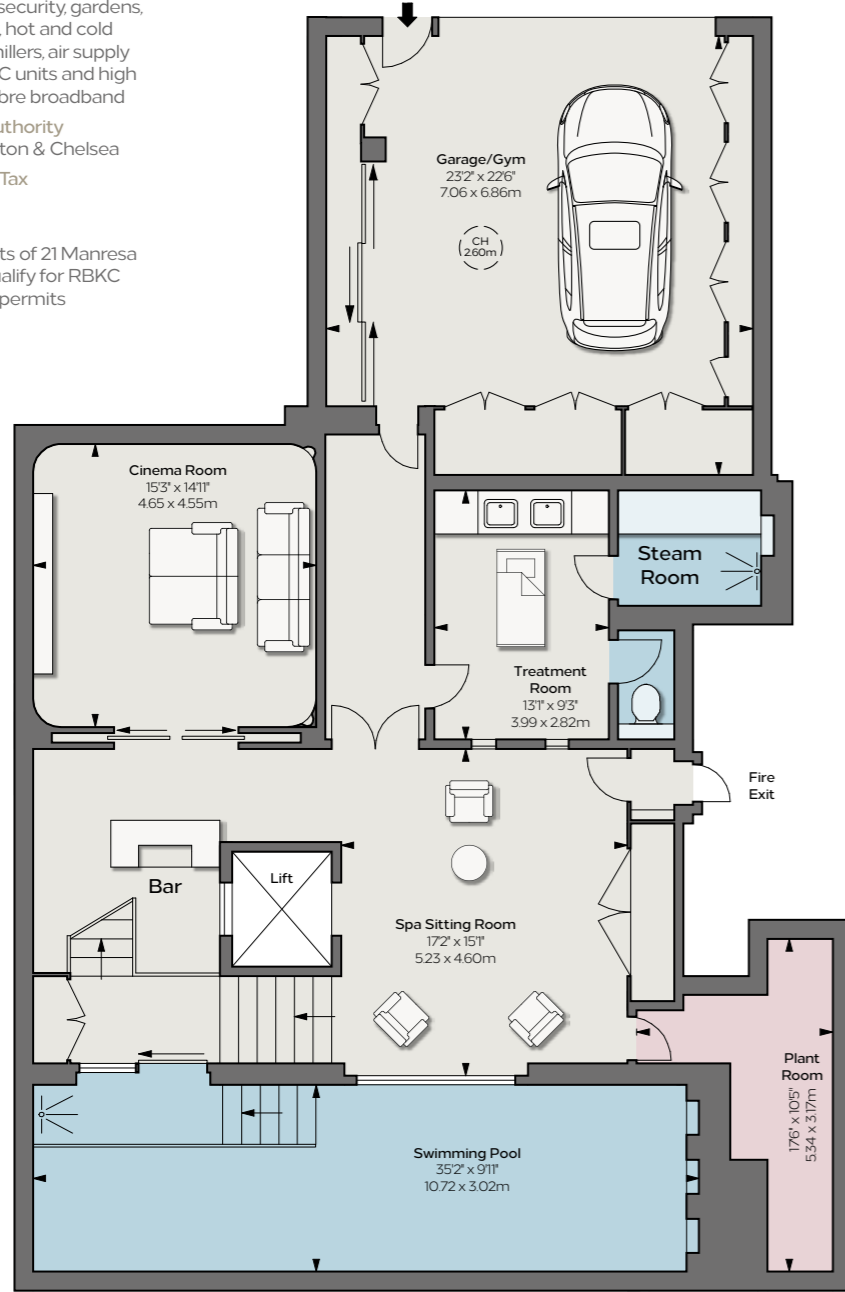 security, gardens,
, hot and cold
hillers, air supply
C units and high
bre broadband
uthority
ton & Chelsea
Tax
ts of 21 Manresa
ualify for RBKC
permits
Garage/Gym
23'2" x 22'6"
7.06 x 6.86m
CH
2.60m
Cinema Room
15'3" x 14'11"
4.65 x 4.55m
Steam
Room
Treatment
Room
13'1" x 9'3"
3.99 x 2.82m
Fire
Exit
Bar
Lift
Spa Sitting Room
17'2" x 15'1"
5.23 x 4.60m
Plant
Room
17'6" x 10'5"
5.34 x 3.17m
Swimming Pool
35'2" x 9'11"
10.72 x 3.02m